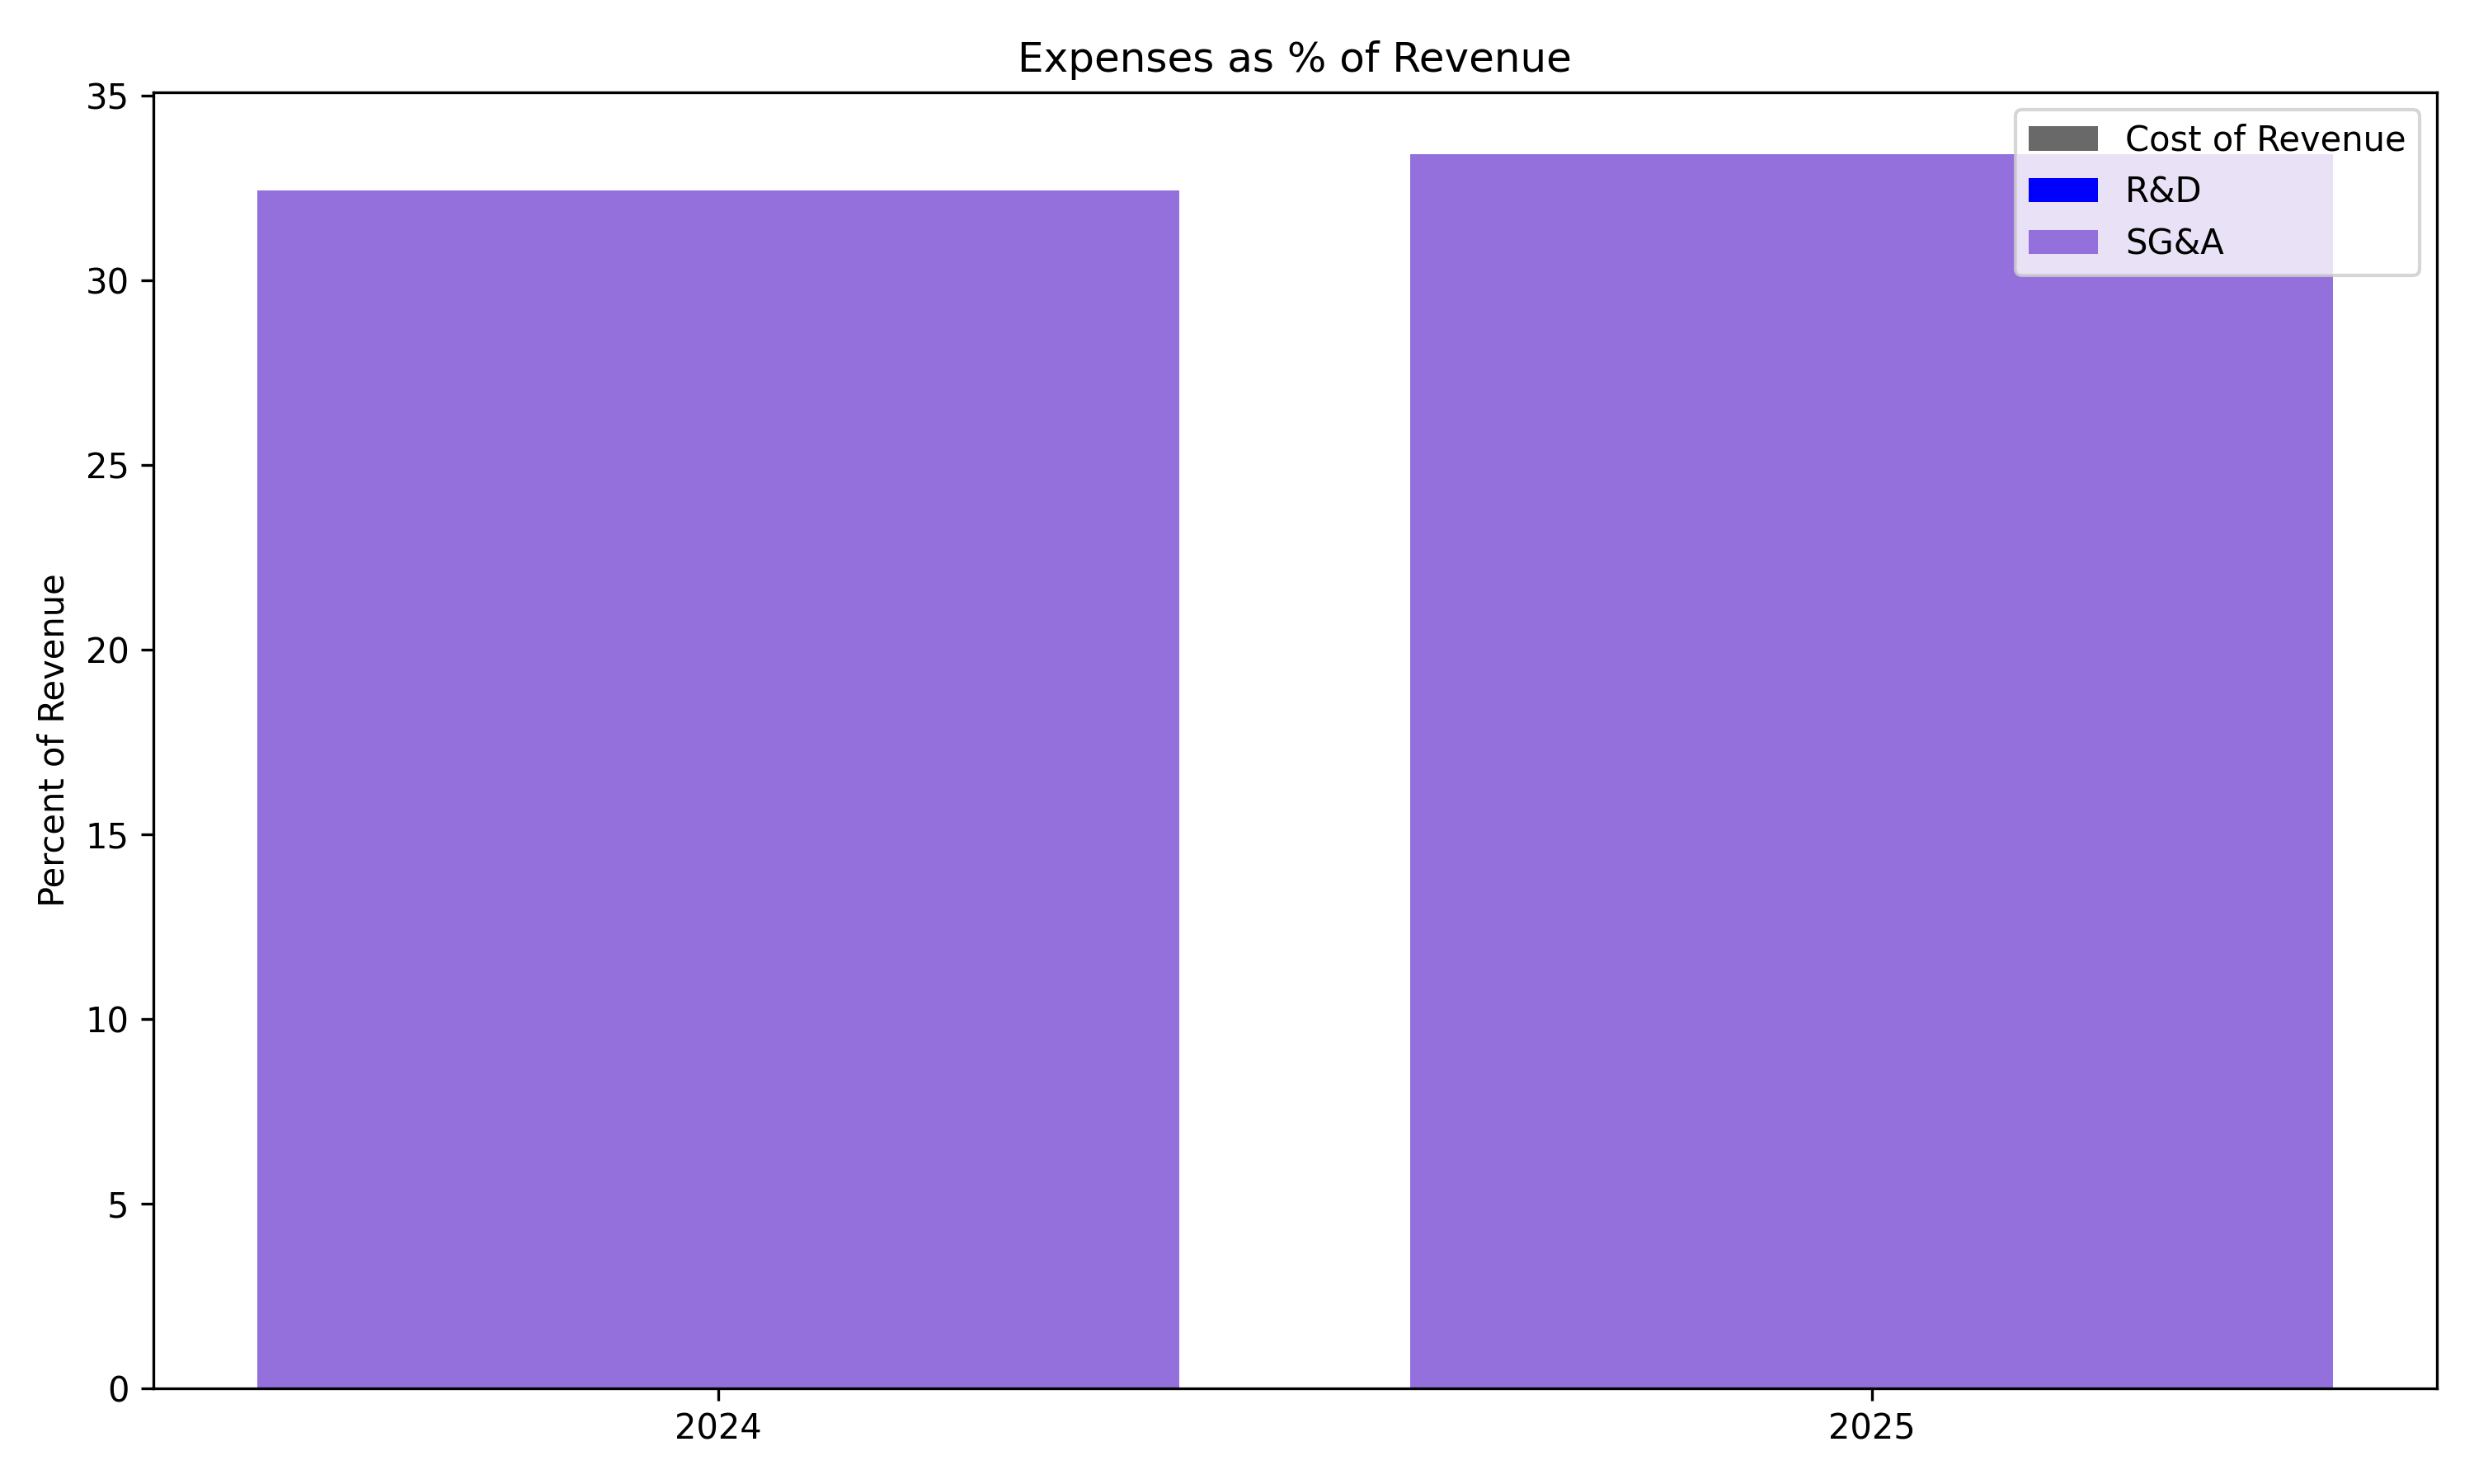 Expenses as % of Revenue
Cost of Revenue
R&D
SG&A
Percent of Revenue
35
30
25
20
15
10
5
0
2024
2025